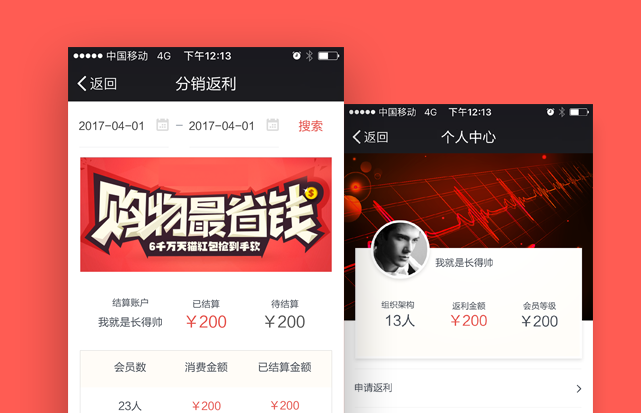 中国移动 4G 下午12:13
返回 分销返利
2017-04-01 – 2017-04-01 搜索
购物最省钱
$
6千万天猫红包抢到手软
结算账户 已结算 待结算
我就是长得帅 ￥200 ￥200
会员数 消费金额 已结算金额
23人 ￥200 ￥200
中国移动 4G 下午12:13
返回 个人中心
我就是长得帅
组织架构 返利金额 会员等级
13人 ￥200 ￥200
申请返利